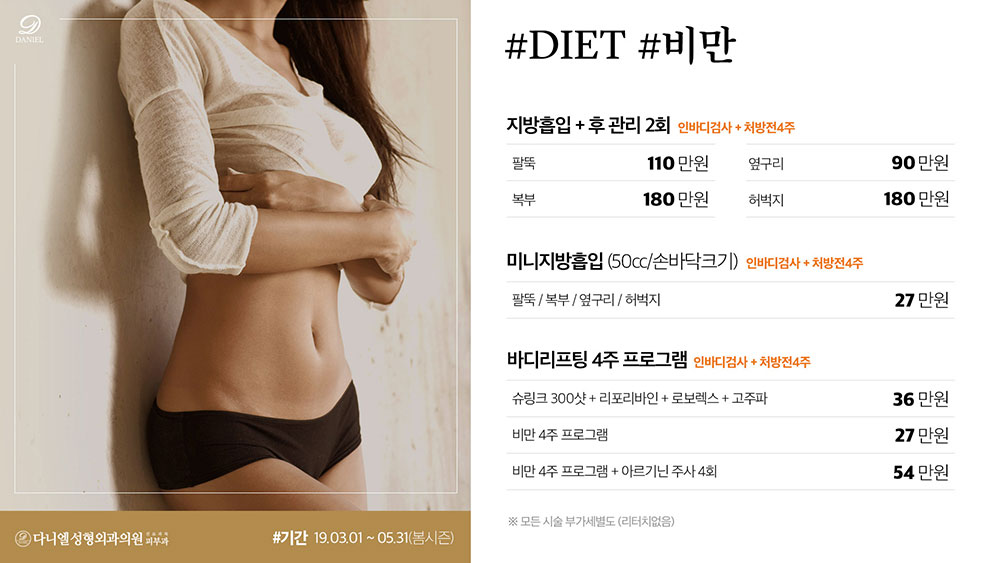 DANIEL
#DIET #비만
지방흡입 + 후 관리 2회 인바디검사 + 처방전4주
팔뚝 110 만원 옆구리 90 만원
복부 180 만원 허벅지 180 만원
미니지방흡입 (50cc/손바닥크기) 인바디검사 + 처방전4주
팔뚝 / 복부 / 옆구리 / 허벅지 27 만원
바디리프팅 4주 프로그램 인바디검사 + 처방전4주
슈링크 300샷 + 리포리바인 + 로보렉스 + 고주파 36 만원
비만 4주 프로그램 27 만원
비만 4주 프로그램 + 아르기닌 주사 4회 54 만원
※ 모든 시술 부가세별도 (리터치없음)
다니엘성형외과의원 피부과
#기간 19.03.01 ~ 05.31(봄시즌)